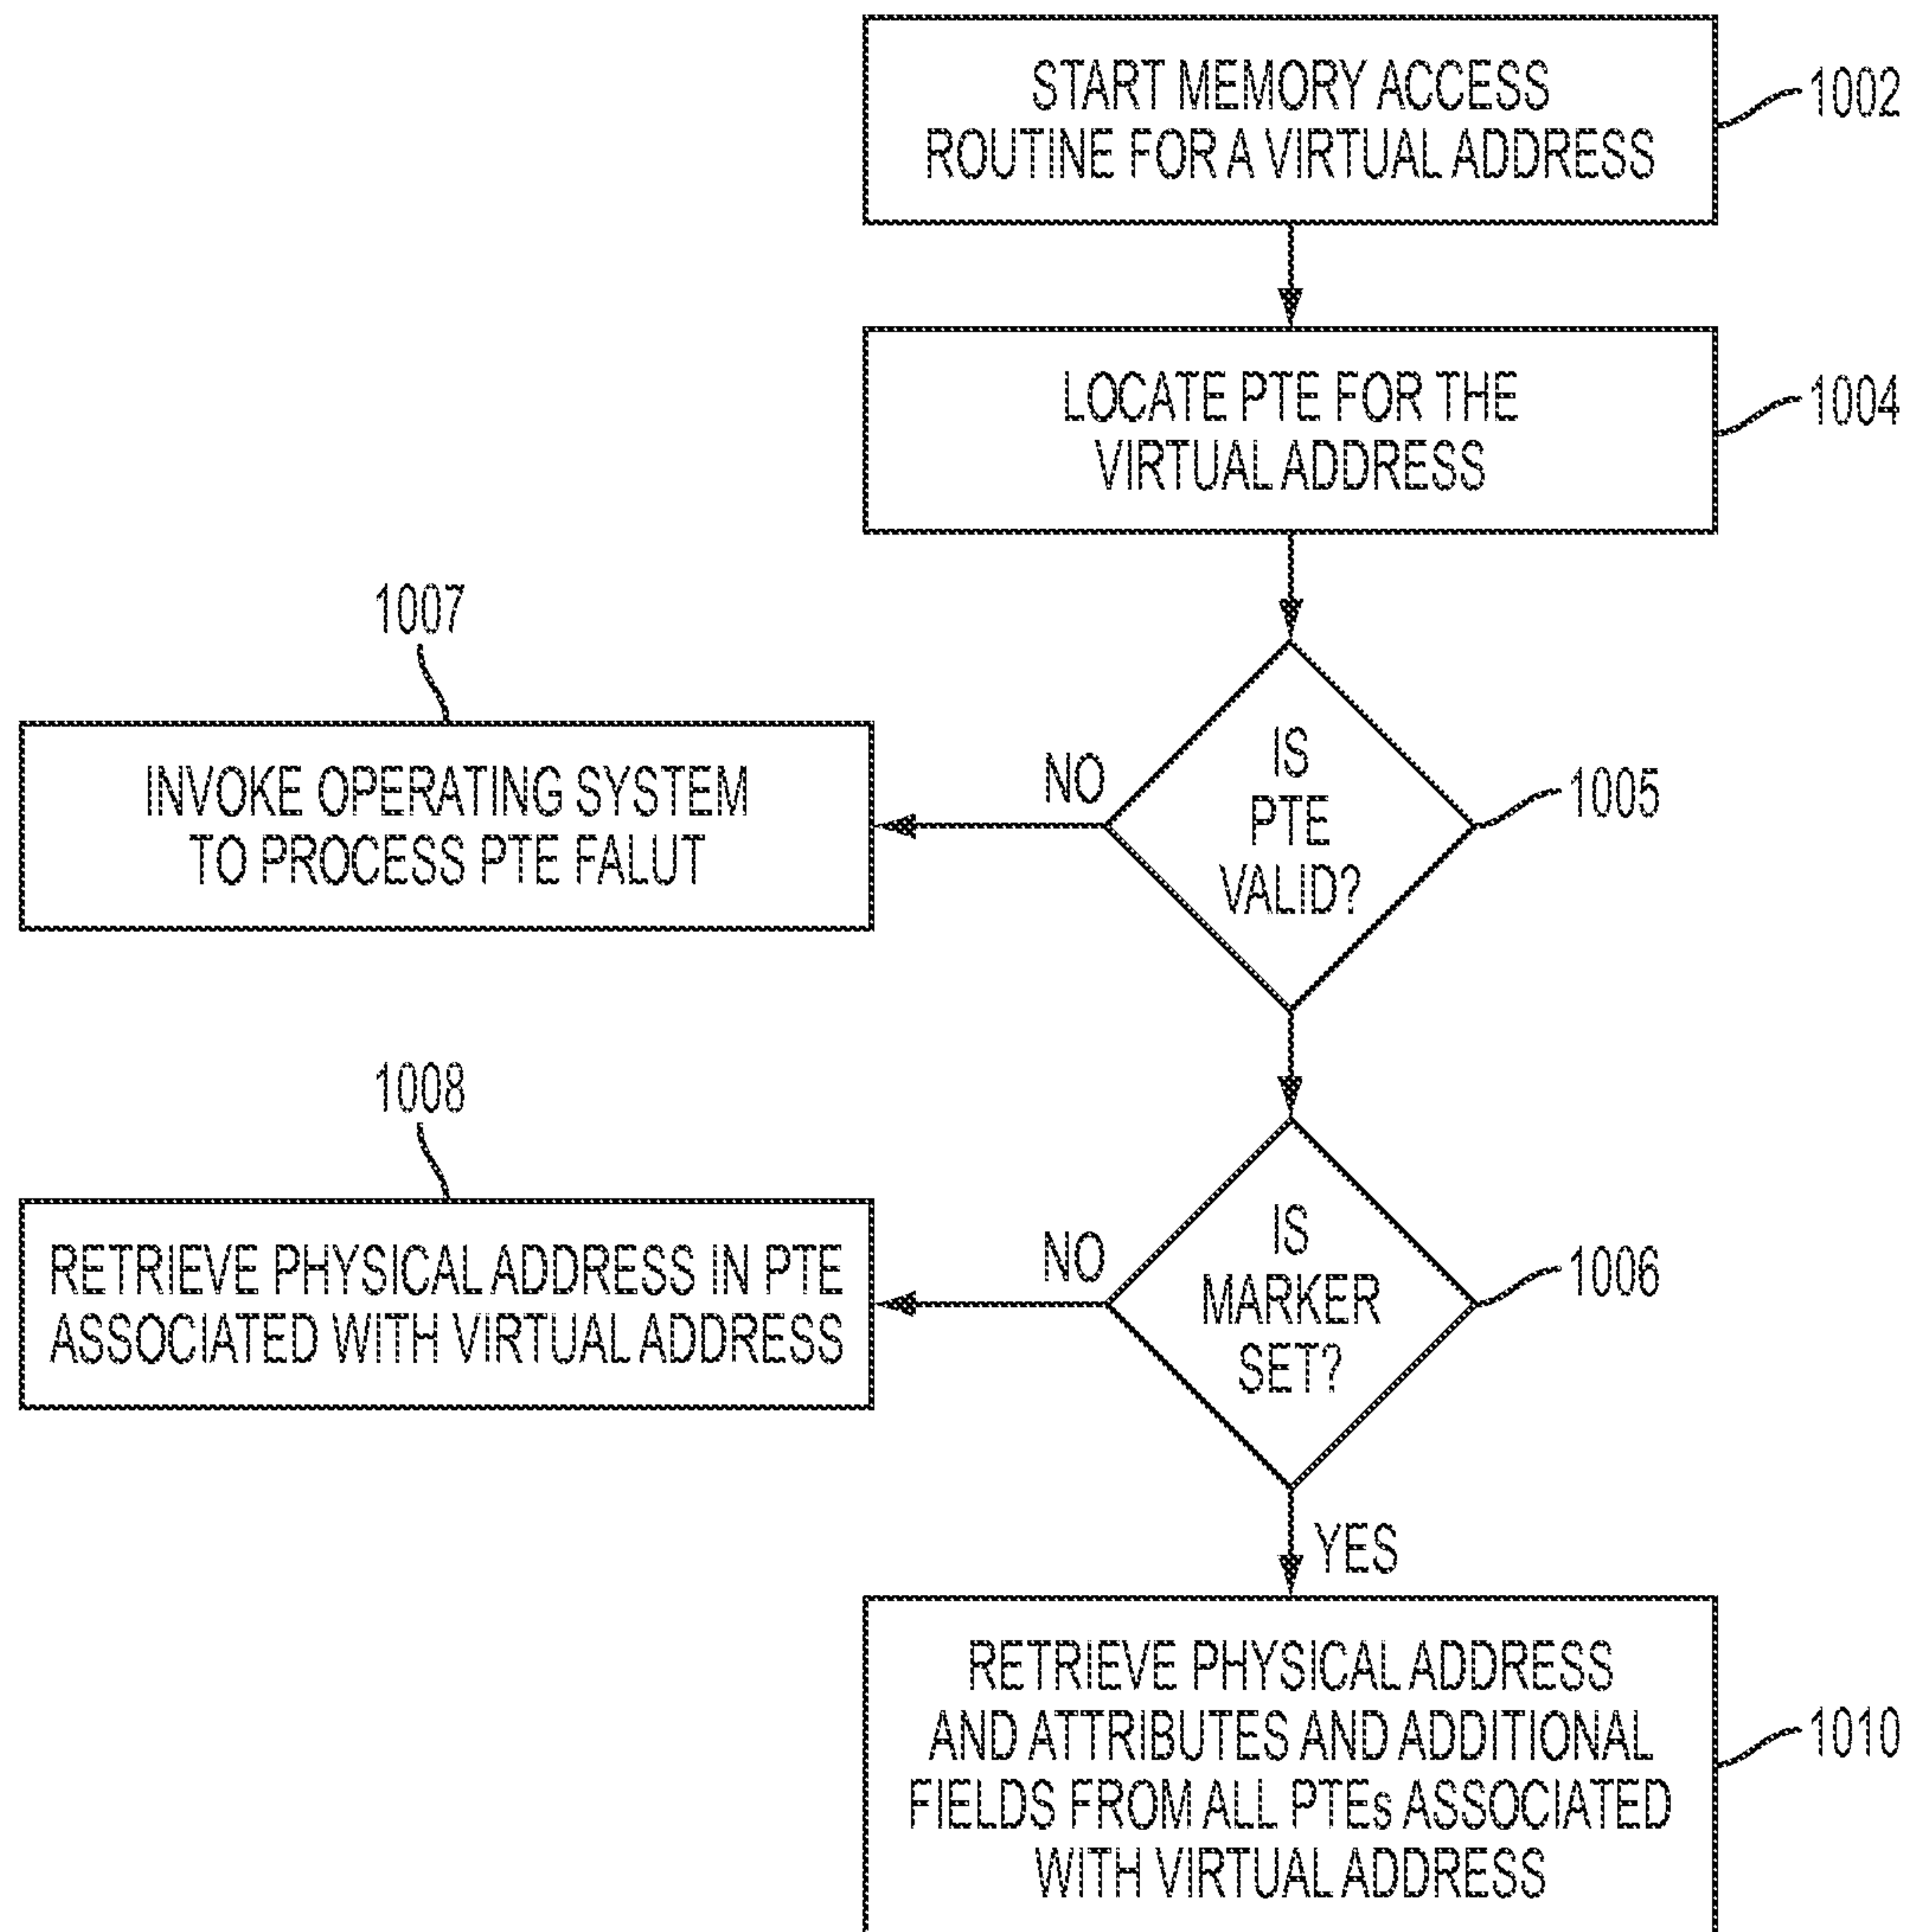 START MEMORY ACCESS
ROUTINE FOR A VIRTUAL ADDRESS
1002
LOCATE PTE FOR THE
VIRTUAL ADDRESS
1004
1007
INVOKE OPERATING SYSTEM
TO PROCESS PTE FALUT
NO
IS
PTE
VALID?
1005
1008
RETRIEVE PHYSICAL ADDRESS IN PTE
ASSOCIATED WITH VIRTUAL ADDRESS
NO
IS
MARKER
SET?
1006
YES
RETRIEVE PHYSICAL ADDRESS
AND ATTRIBUTES AND ADDITIONAL
FIELDS FROM ALL PTEs ASSOCIATED
WITH VIRTUAL ADDRESS
1010